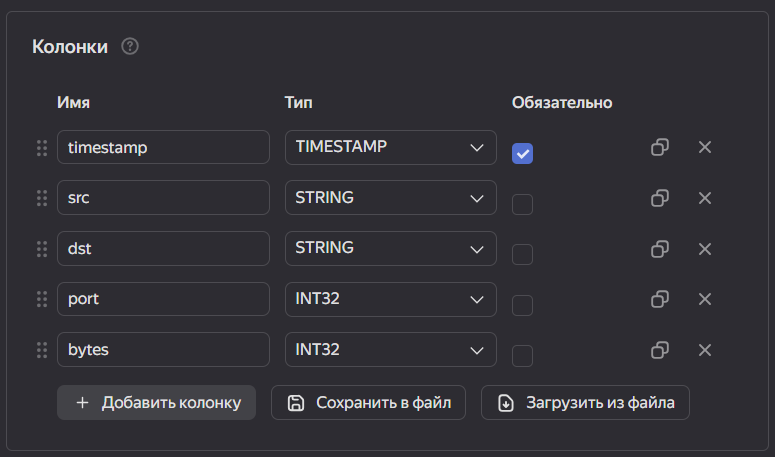 Колонки ?
Имя Тип Обязательно
timestamp TIMESTAMP
src STRING
dst STRING
port INT32
bytes INT32
+ Добавить колонку Сохранить в файл Загрузить из файла